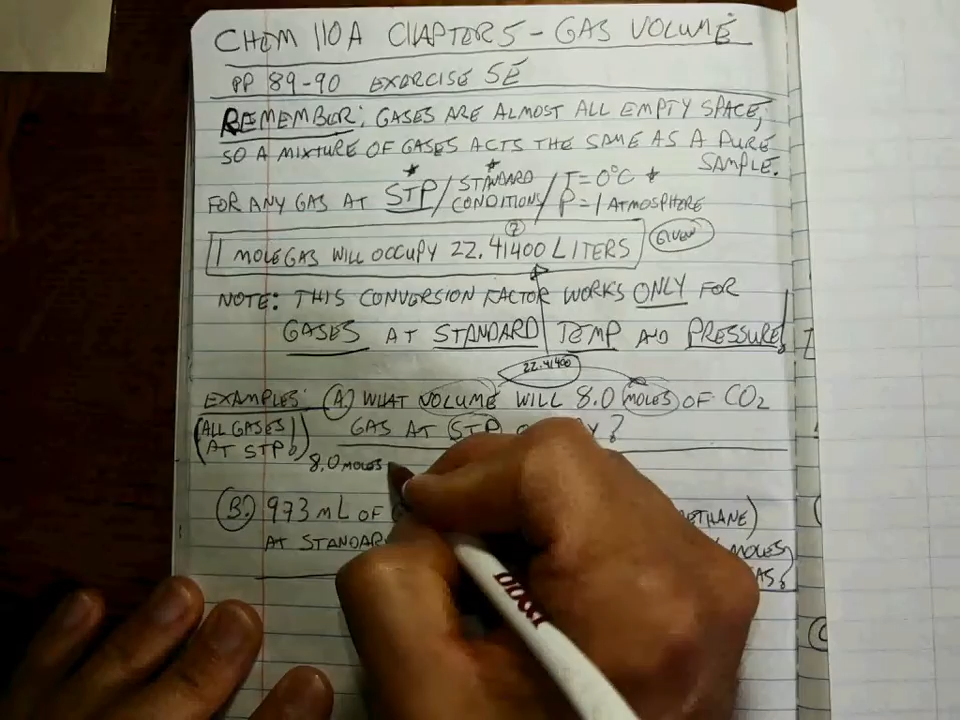 CHEM 110A CHAPTER 5 - GAS VOLUME
PP 89-90 EXERCISE 5E
REMEMBER: GASES ARE ALMOST ALL EMPTY SPACE,
SO A MIXTURE OF GASES ACTS THE SAME AS A PURE
SAMPLE.
FOR ANY GAS AT STP / STANDARD CONDITIONS / T = 0°C
P = 1 ATMOSPHERE
1 MOLE GAS WILL OCCUPY 22.41400 LITERS GIVEN
7
NOTE: THIS CONVERSION FACTOR WORKS ONLY FOR
GASES AT STANDARD TEMP AND PRESSURE!
22.41400
EXAMPLES: A WHAT VOLUME WILL 8.0 MOLES OF CO2
(ALL GASES AT STP!) GAS AT STP ?
8.0 MOLES
B. 973 mL OF
AT STANDARD MOLES